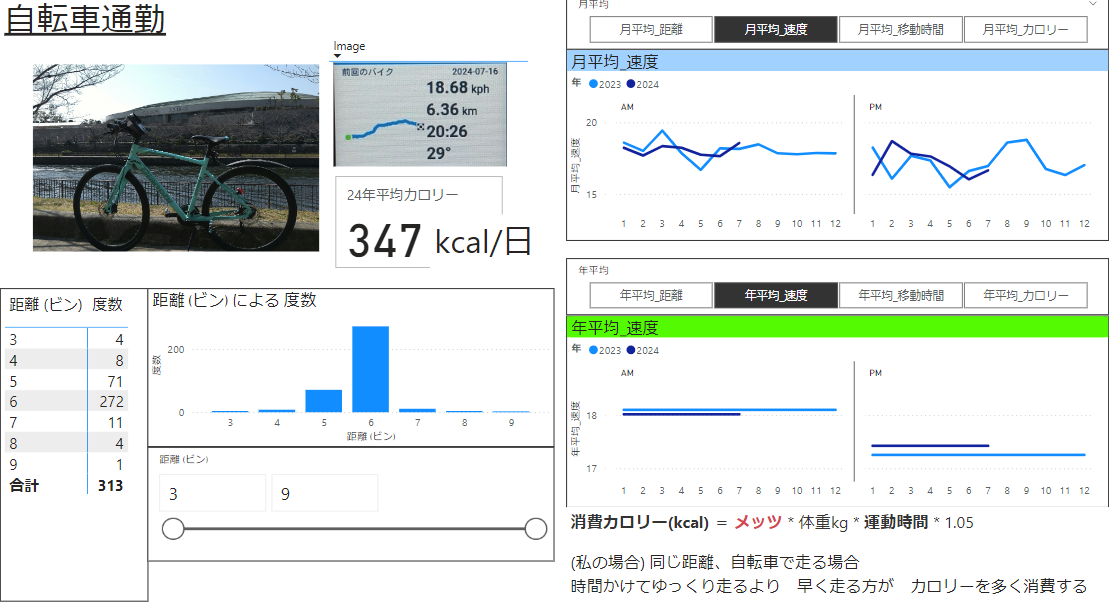 自転車通勤
Image
前回のバイク 2024-07-16
18.68 kph
6.36 km
20:26
29°
24年平均カロリー
347 kcal/日
距離 (ビン) 度数
3 4
4 8
5 71
6 272
7 11
8 4
9 1
合計 313
距離 (ビン) による 度数
度数
200
0
3 4 5 6 7 8 9
距離 (ビン)
距離 (ビン)
3 9
月平均
月平均_距離 月平均_速度 月平均_移動時間 月平均_カロリー
月平均_速度
年 2023 2024
AM PM
月平均_速度
20
15
1 2 3 4 5 6 7 8 9 10 11 12 1 2 3 4 5 6 7 8 9 10 11 12
年平均
年平均_距離 年平均_速度 年平均_移動時間 年平均_カロリー
年平均_速度
年 2023 2024
AM PM
年平均_速度
18
17
1 2 3 4 5 6 7 8 9 10 11 12 1 2 3 4 5 6 7 8 9 10 11 12
消費カロリー(kcal) = メッツ * 体重kg * 運動時間 * 1.05
(私の場合) 同じ距離、自転車で走る場合
時間かけてゆっくり走るより 早く走る方が カロリーを多く消費する